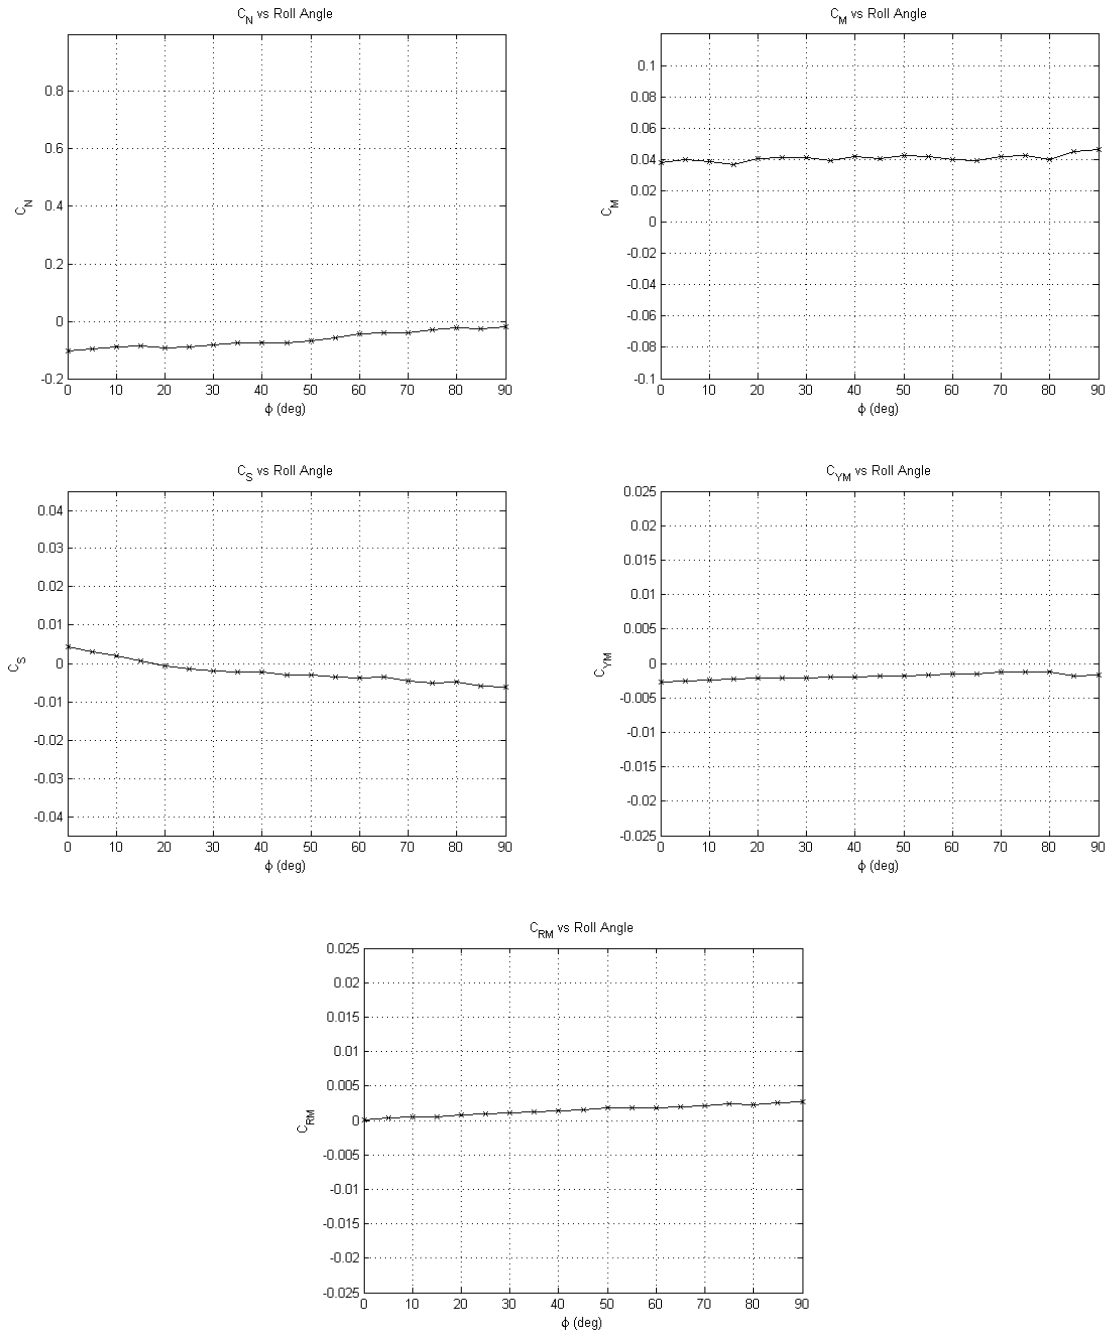 C_N vs Roll Angle
0.8
0.6
0.4
0.2
0
-0.2
C_N
0 10 20 30 40 50 60 70 80 90
ϕ (deg)
C_M vs Roll Angle
0.1
0.08
0.06
0.04
0.02
0
-0.02
-0.04
-0.06
-0.08
-0.1
C_M
0 10 20 30 40 50 60 70 80 90
ϕ (deg)
C_S vs Roll Angle
0.04
0.03
0.02
0.01
0
-0.01
-0.02
-0.03
-0.04
C_S
0 10 20 30 40 50 60 70 80 90
ϕ (deg)
C_YM vs Roll Angle
0.025
0.02
0.015
0.01
0.005
0
-0.005
-0.01
-0.015
-0.02
-0.025
C_YM
0 10 20 30 40 50 60 70 80 90
ϕ (deg)
C_RM vs Roll Angle
0.025
0.02
0.015
0.01
0.005
0
-0.005
-0.01
-0.015
-0.02
-0.025
C_RM
0 10 20 30 40 50 60 70 80 90
ϕ (deg)